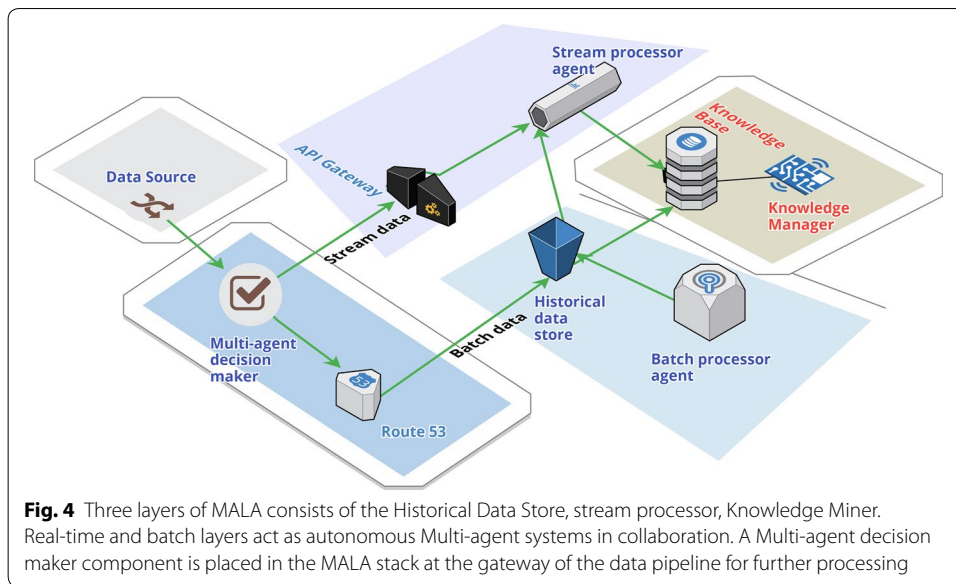 Stream processor
agent
Knowledge
Base
API Gateway
Data Source
Knowledge
Manager
Stream data
Historical
data
store
Multi-agent
decision
maker
Batch data
Batch processor
agent
53
Route 53
Fig. 4 Three layers of MALA consists of the Historical Data Store, stream processor, Knowledge Miner.
Real-time and batch layers act as autonomous Multi-agent systems in collaboration. A Multi-agent decision
maker component is placed in the MALA stack at the gateway of the data pipeline for further processing